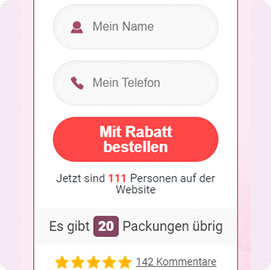 Mein Name
Mein Telefon
Mit Rabatt
bestellen
Jetzt sind 111 Personen auf der
Website
Es gibt 20 Packungen übrig
142 Kommentare